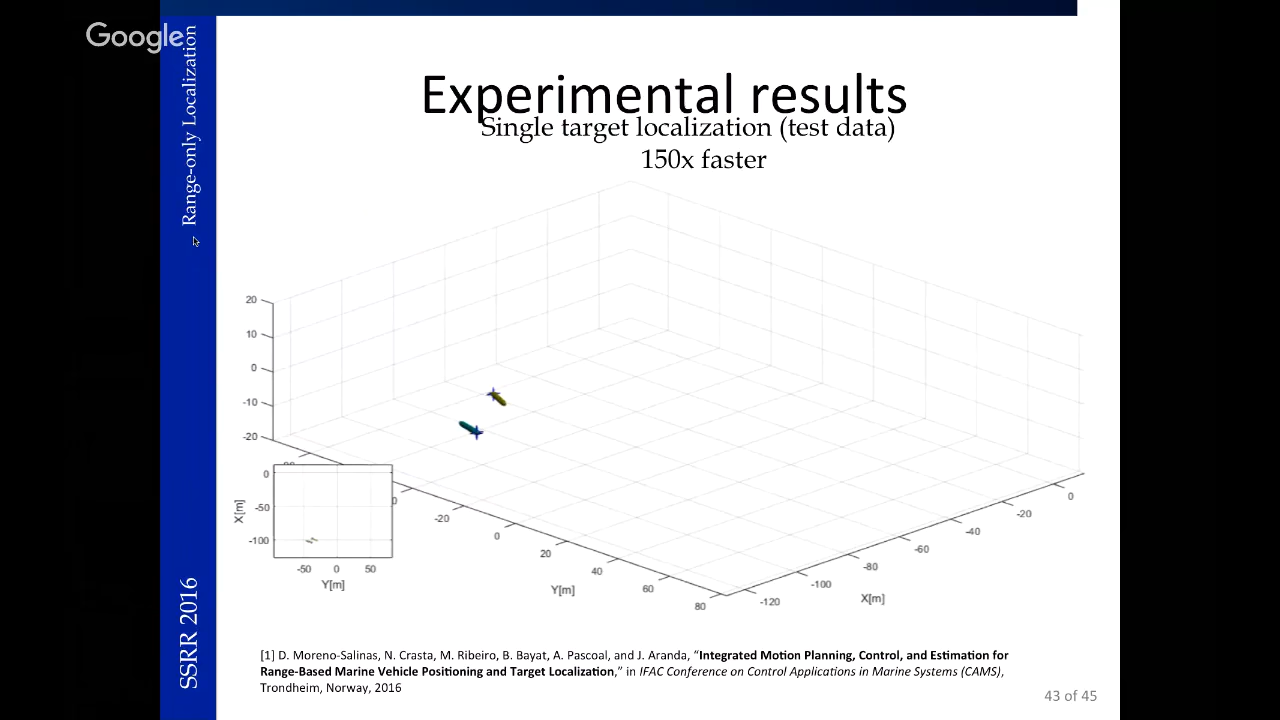 Google
Range-only Localization
SSRR 2016
Experimental results
Single target localization (test data)
150x faster
20
10
0
-10
-20
-20
0
20
40
60
80
Y[m]
-120
-100
-80
-60
-40
-20
0
X[m]
0
-50
-100
X[m]
-50
0
50
Y[m]
[1] D. Moreno-Salinas, N. Crasta, M. Ribeiro, B. Bayat, A. Pascoal, and J. Aranda, “Integrated Motion Planning, Control, and Estimation for
Range-Based Marine Vehicle Positioning and Target Localization,” in IFAC Conference on Control Applications in Marine Systems (CAMS),
Trondheim, Norway, 2016
43 of 45